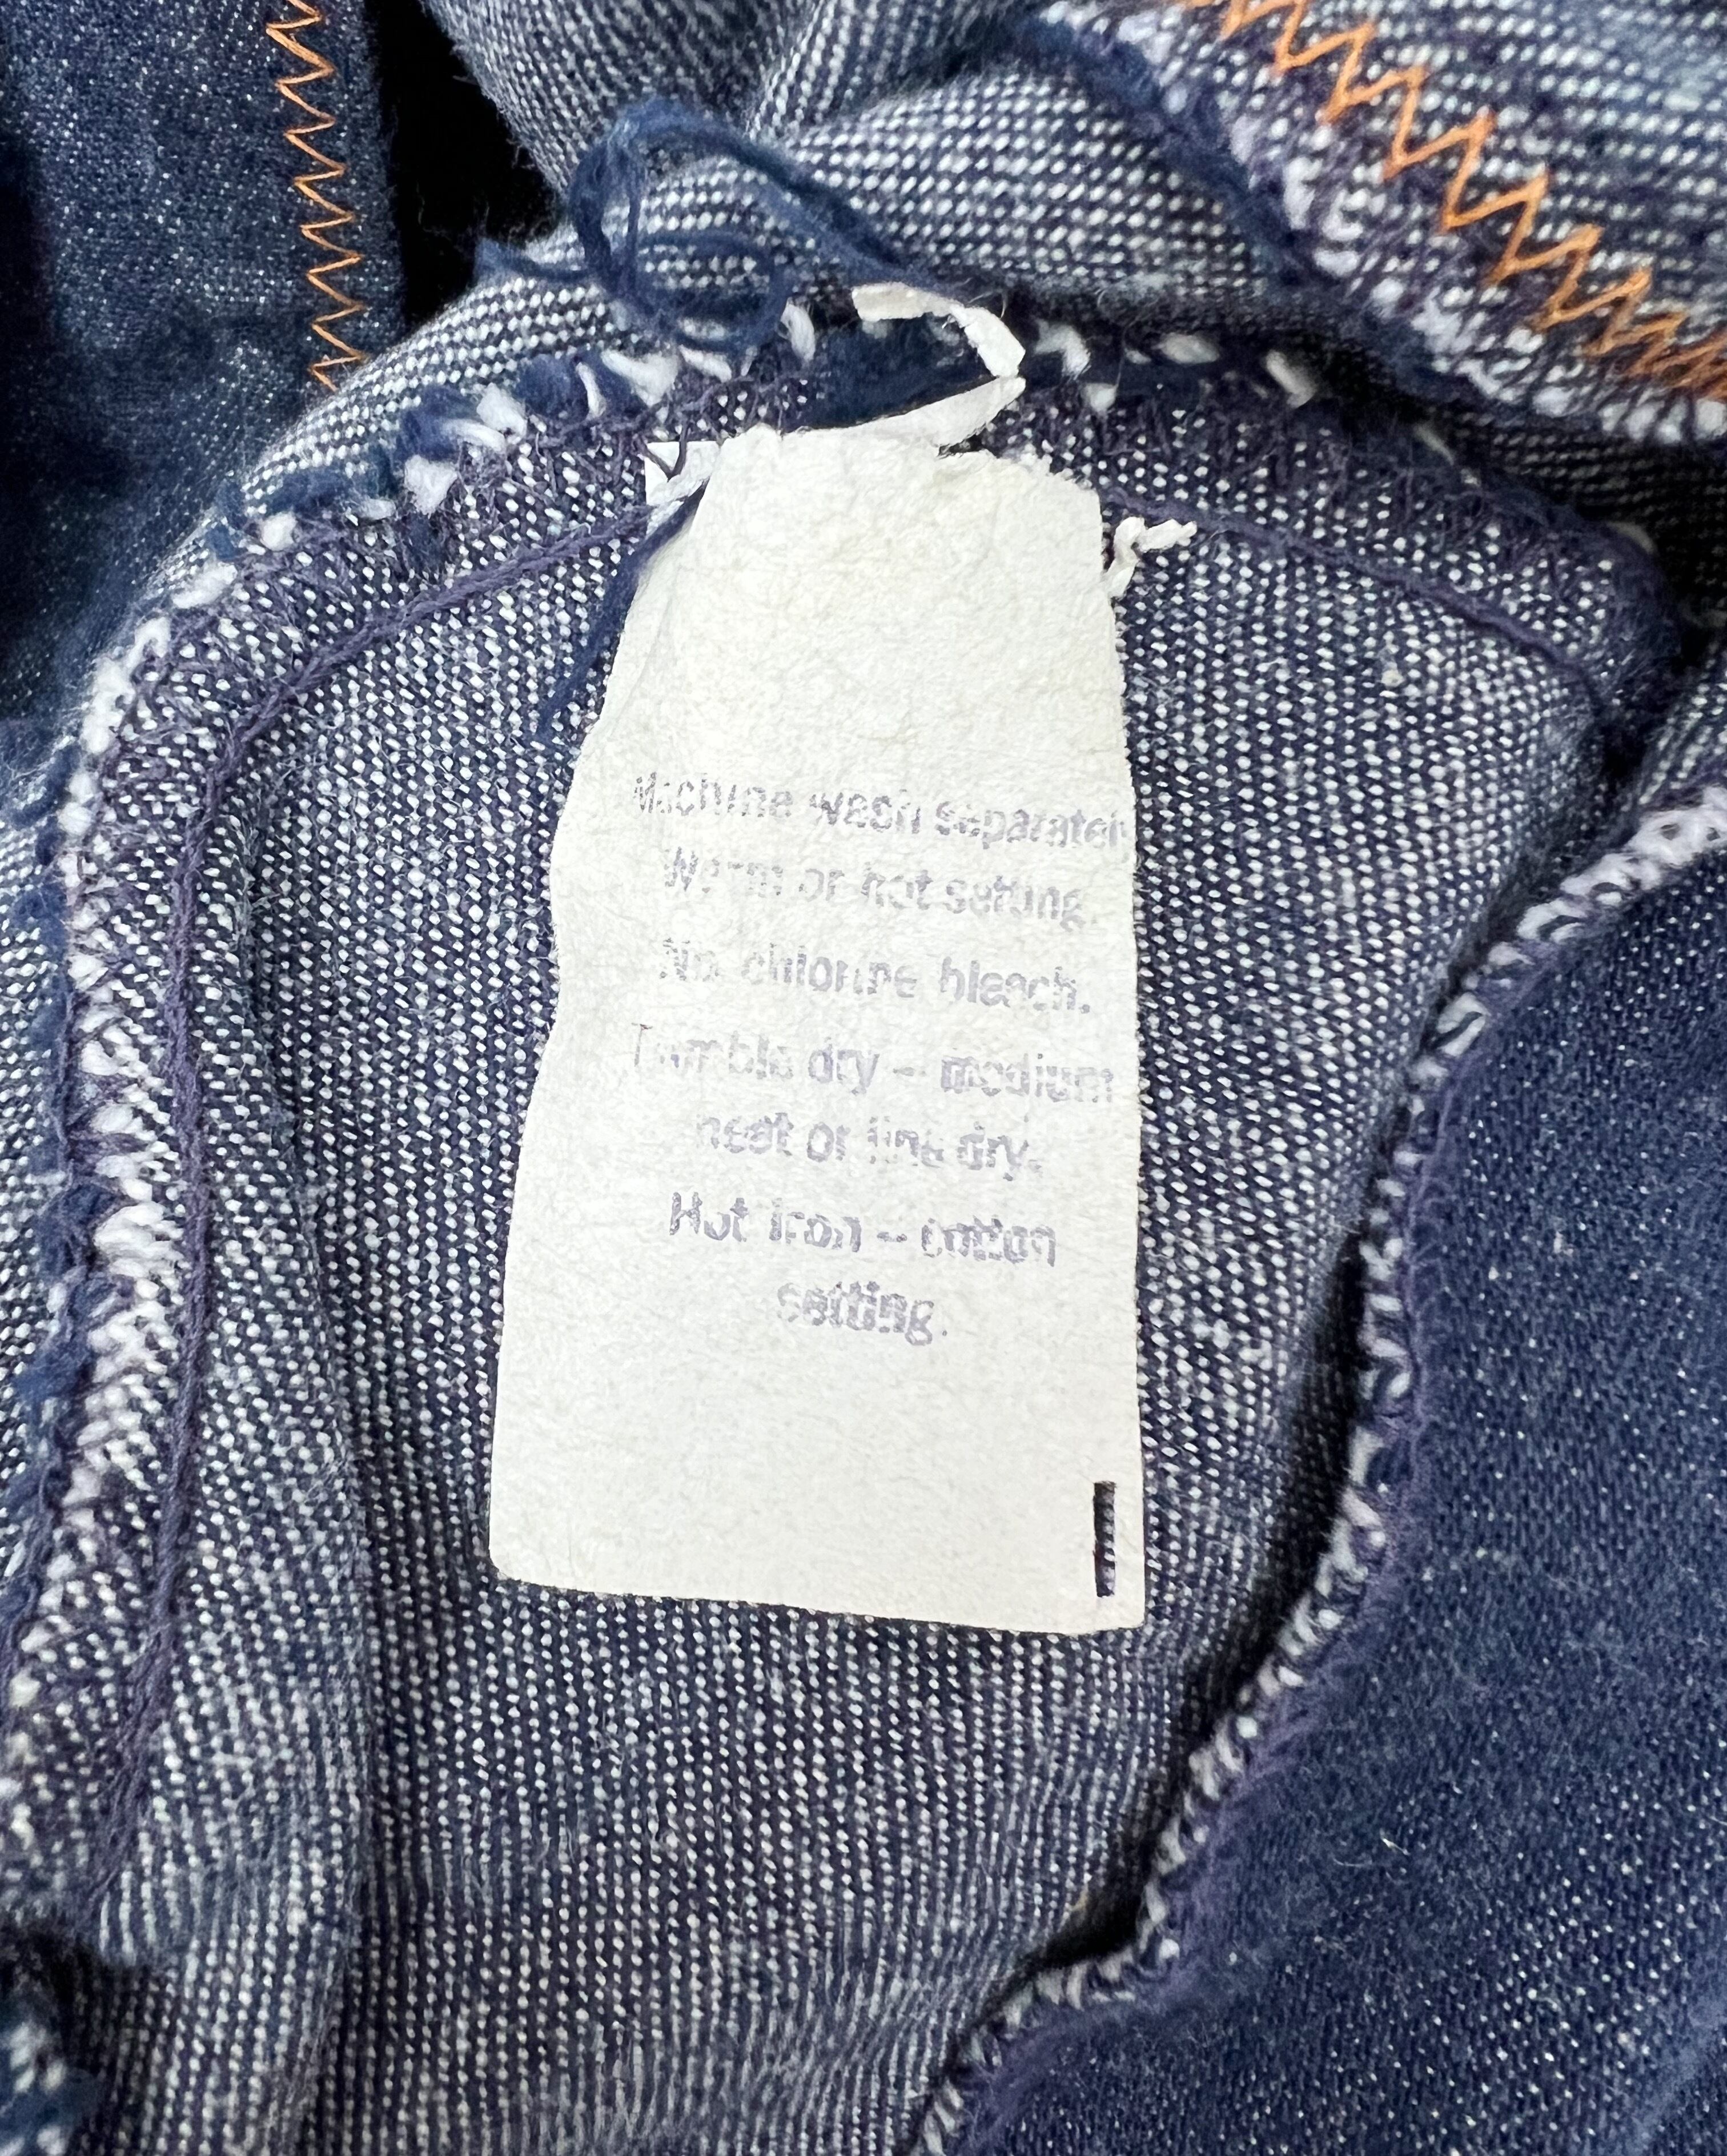 Machine wash separately
Warm or hot setting.
No chlorine bleach.
Tumble dry – medium
heat or line dry.
Hot iron – cotton
setting.